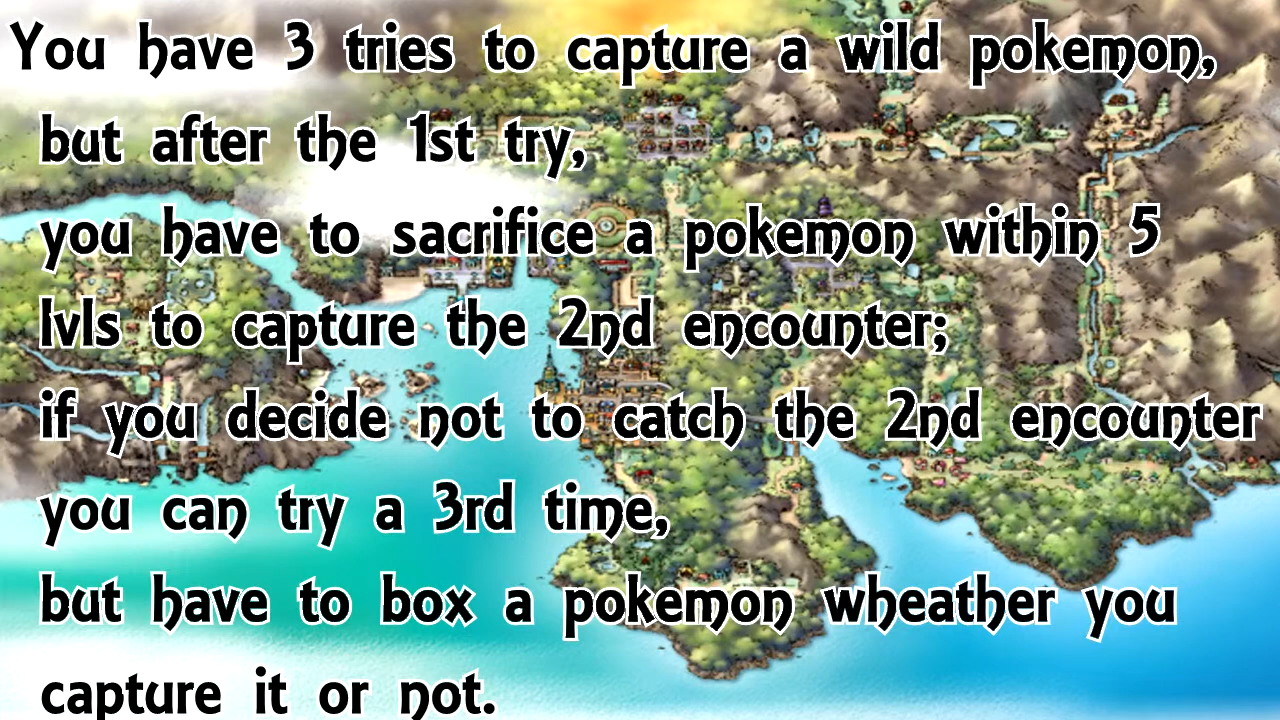 You have 3 tries to capture a wild pokemon,
but after the 1st try,
you have to sacrifice a pokemon within 5
lvls to capture the 2nd encounter;
if you decide not to catch the 2nd encounter
you can try a 3rd time,
but have to box a pokemon wheather you
capture it or not.